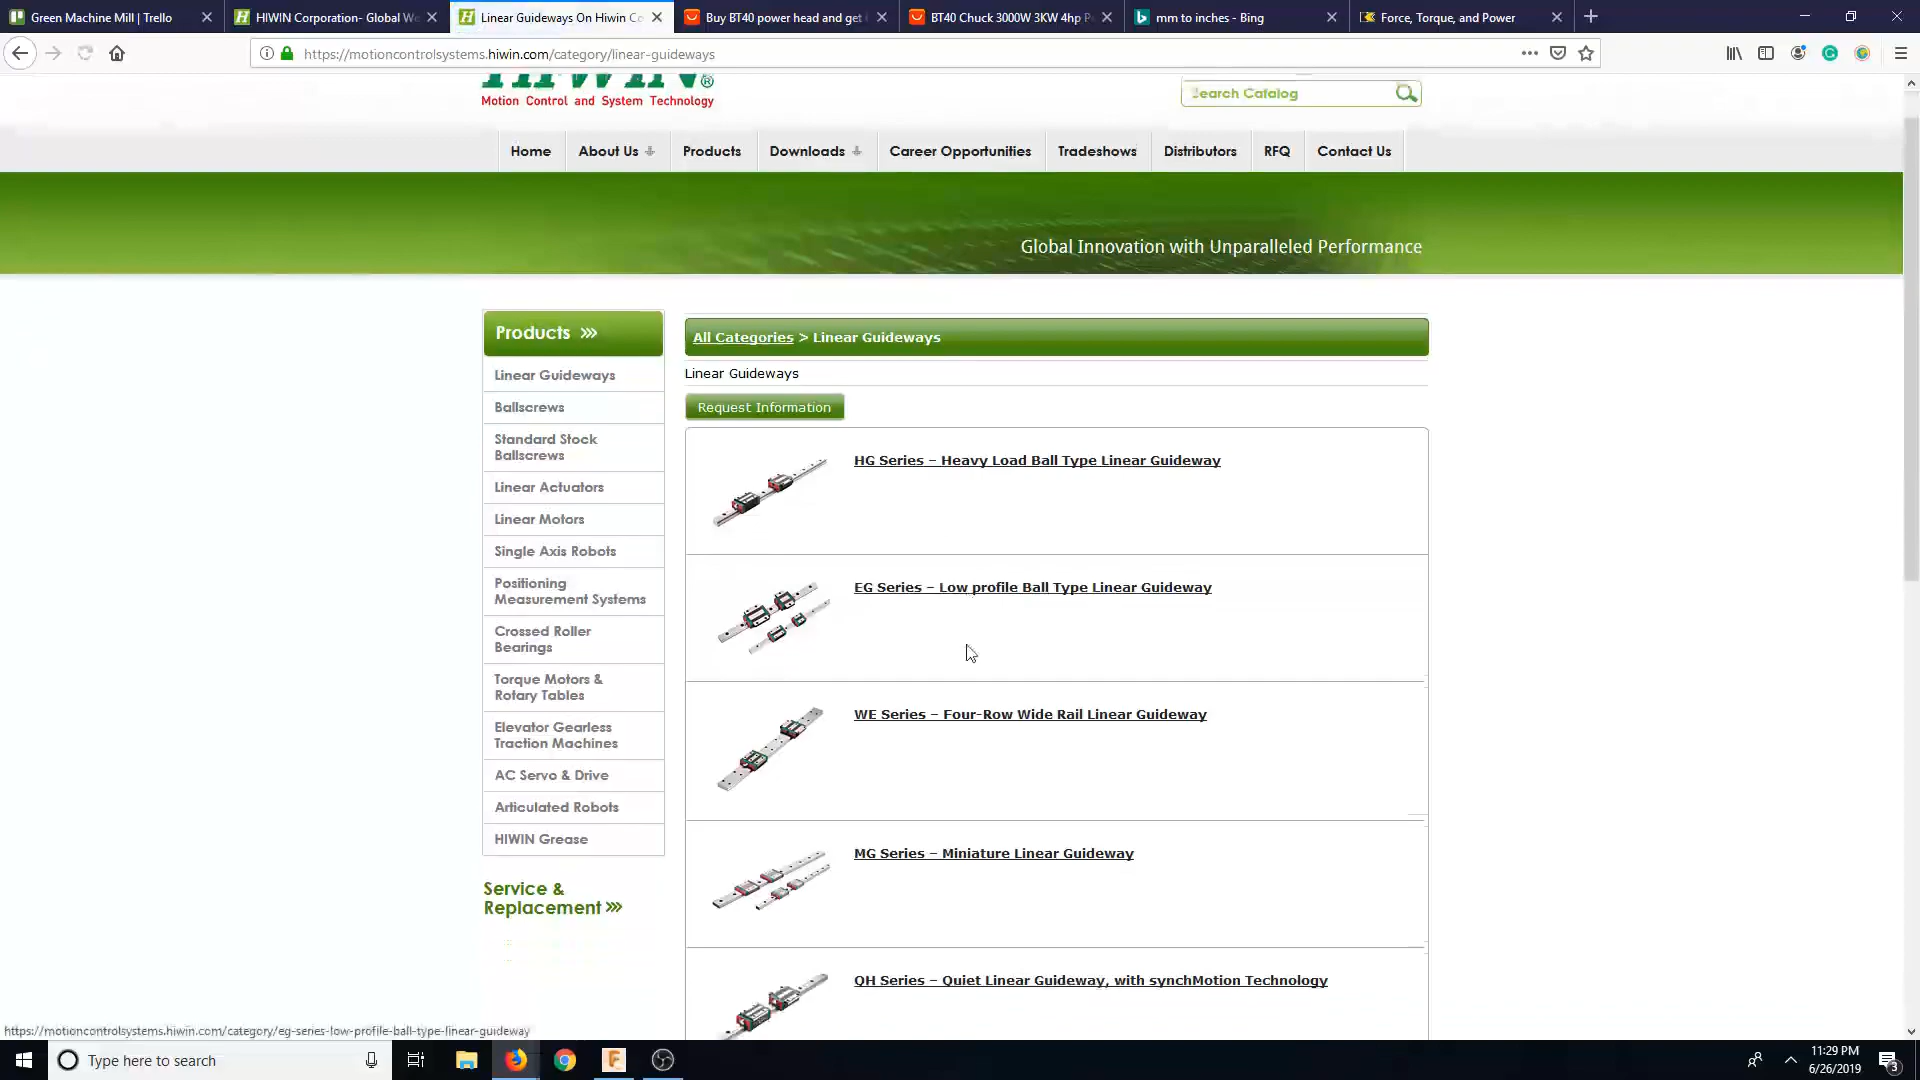 Green Machine Mill | Trello
HIWIN Corporation- Global Wo
Linear Guideways On Hiwin Co
Buy BT40 power head and get
BT40 Chuck 3000W 3KW 4hp P
mm to inches - Bing
Force, Torque, and Power
https://motioncontrolsystems.hiwin.com/category/linear-guideways
HIWIN®
Motion Control and System Technology
Search Catalog
Home
About Us
Products
Downloads
Career Opportunities
Tradeshows
Distributors
RFQ
Contact Us
Global Innovation with Unparalleled Performance
Products
Linear Guideways
Ballscrews
Standard Stock
Ballscrews
Linear Actuators
Linear Motors
Single Axis Robots
Positioning
Measurement Systems
Crossed Roller
Bearings
Torque Motors &
Rotary Tables
Elevator Gearless
Traction Machines
AC Servo & Drive
Articulated Robots
HIWIN Grease
Service &
Replacement
All Categories > Linear Guideways
Linear Guideways
Request Information
HG Series – Heavy Load Ball Type Linear Guideway
EG Series – Low profile Ball Type Linear Guideway
WE Series – Four-Row Wide Rail Linear Guideway
MG Series – Miniature Linear Guideway
QH Series – Quiet Linear Guideway, with synchMotion Technology
https://motioncontrolsystems.hiwin.com/category/eg-series-low-profile-ball-type-linear-guideway
Type here to search
11:29 PM
6/26/2019
3